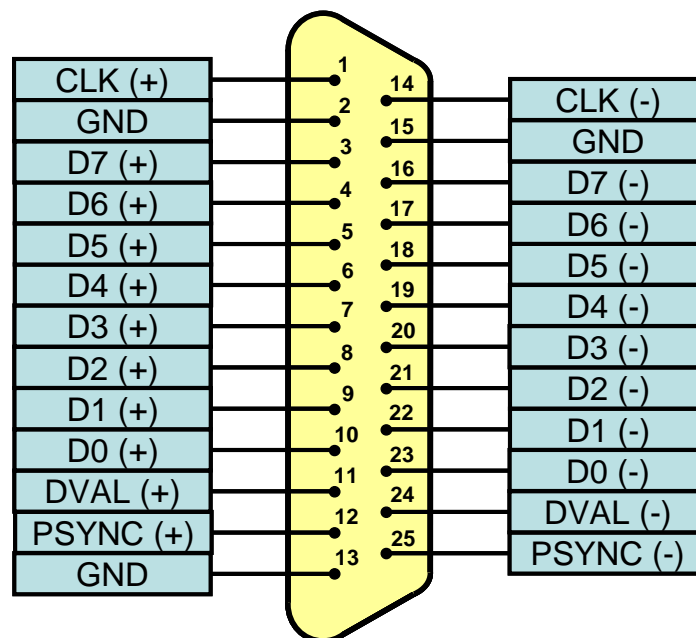 CLK (+)
GND
D7 (+)
D6 (+)
D5 (+)
D4 (+)
D3 (+)
D2 (+)
D1 (+)
D0 (+)
DVAL (+)
PSYNC (+)
GND
1
2
3
4
5
6
7
8
9
10
11
12
13
14
15
16
17
18
19
20
21
22
23
24
25
CLK (-)
GND
D7 (-)
D6 (-)
D5 (-)
D4 (-)
D3 (-)
D2 (-)
D1 (-)
D0 (-)
DVAL (-)
PSYNC (-)